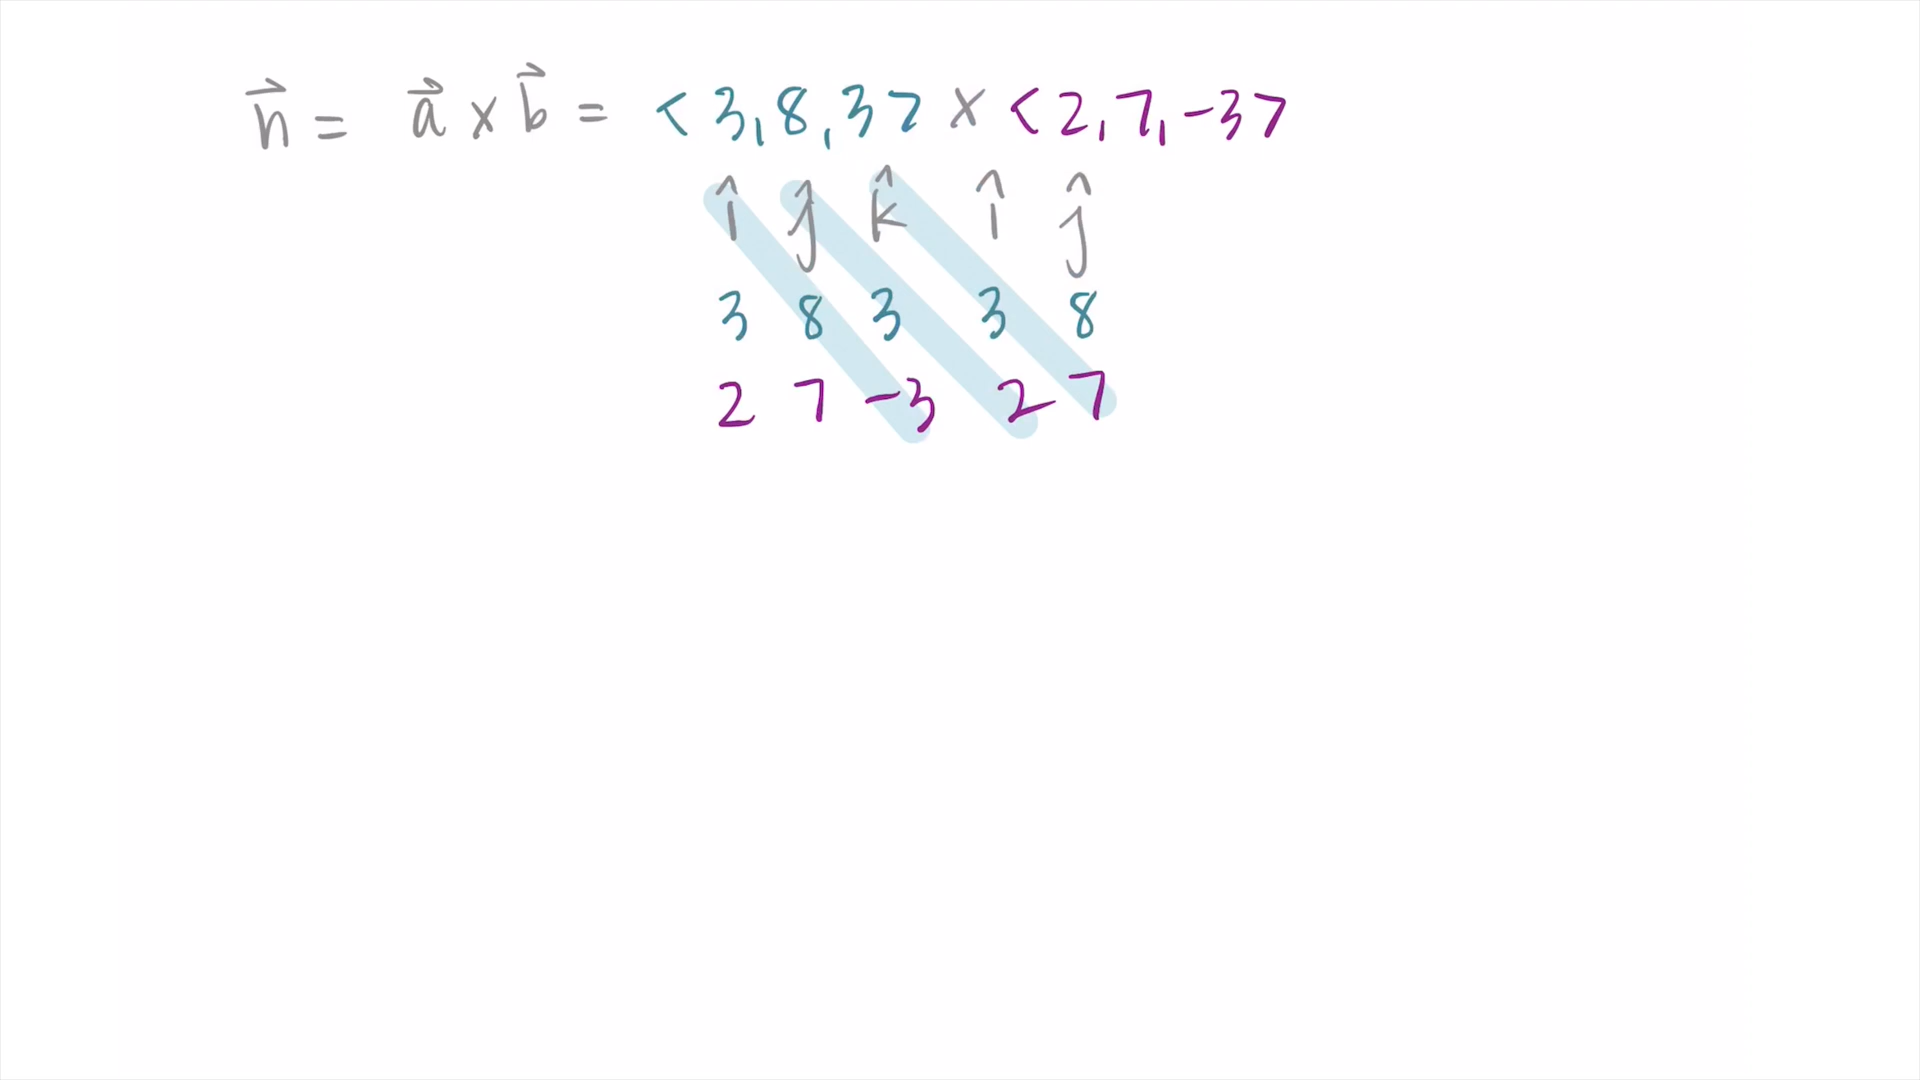 n⃗ = a⃗ × b⃗ = <3,8,3> × <2,7,-3>
î ĵ k̂ î ĵ
3 8 3 3 8
2 7 -3 2 7